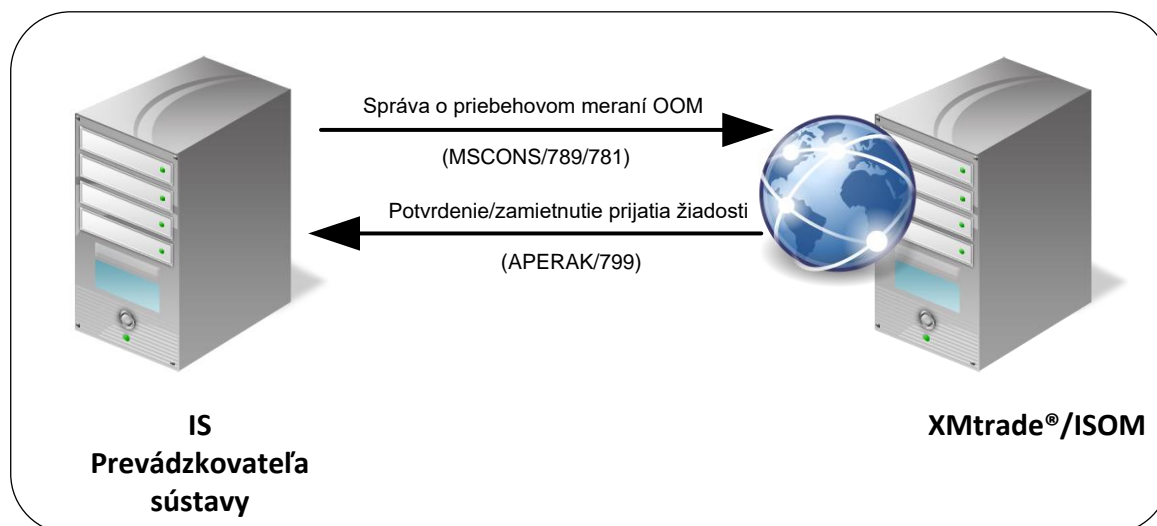 Správa o priebehovom meraní OOM
(MSCONS/789/781)
Potvrdenie/zamietnutie prijatia žiadosti
(APERAK/799)
IS
Prevádzkovateľa
sústavy
XMtrade®/ISOM